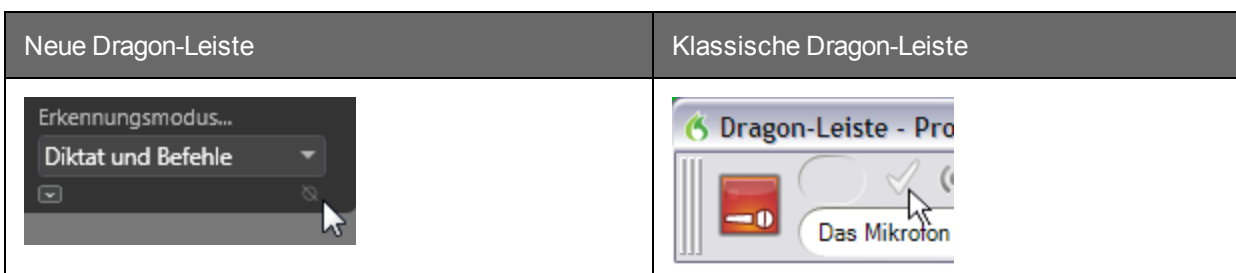 Neue Dragon-Leiste
Klassische Dragon-Leiste
Erkennungsmodus...
Diktat und Befehle
Dragon-Leiste - Pro
Das Mikrofon